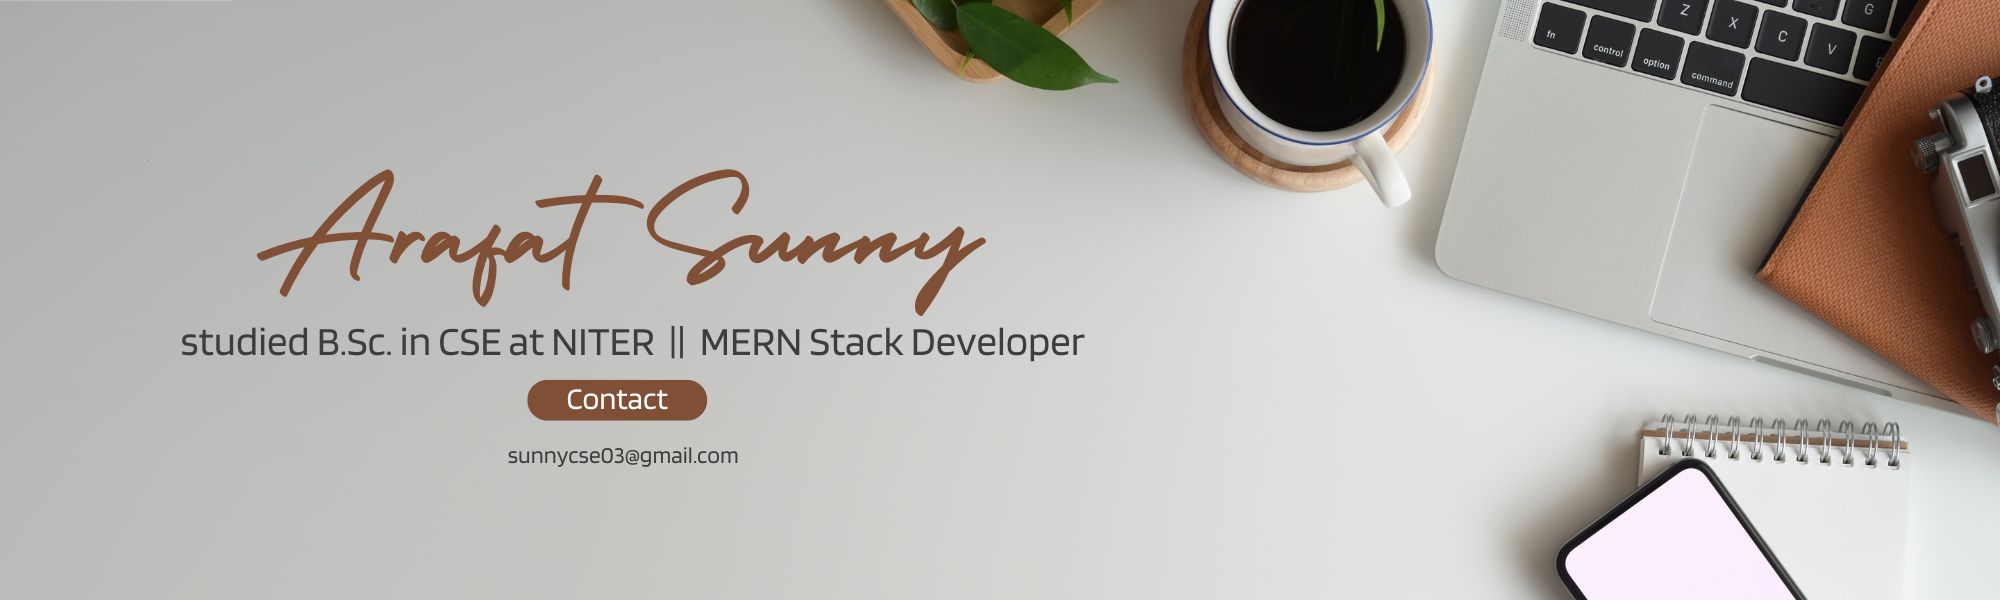 Z X C V G
fn control option command
Arafat Sunny
studied B.Sc. in CSE at NITER || MERN Stack Developer
Contact
sunnycse03@gmail.com